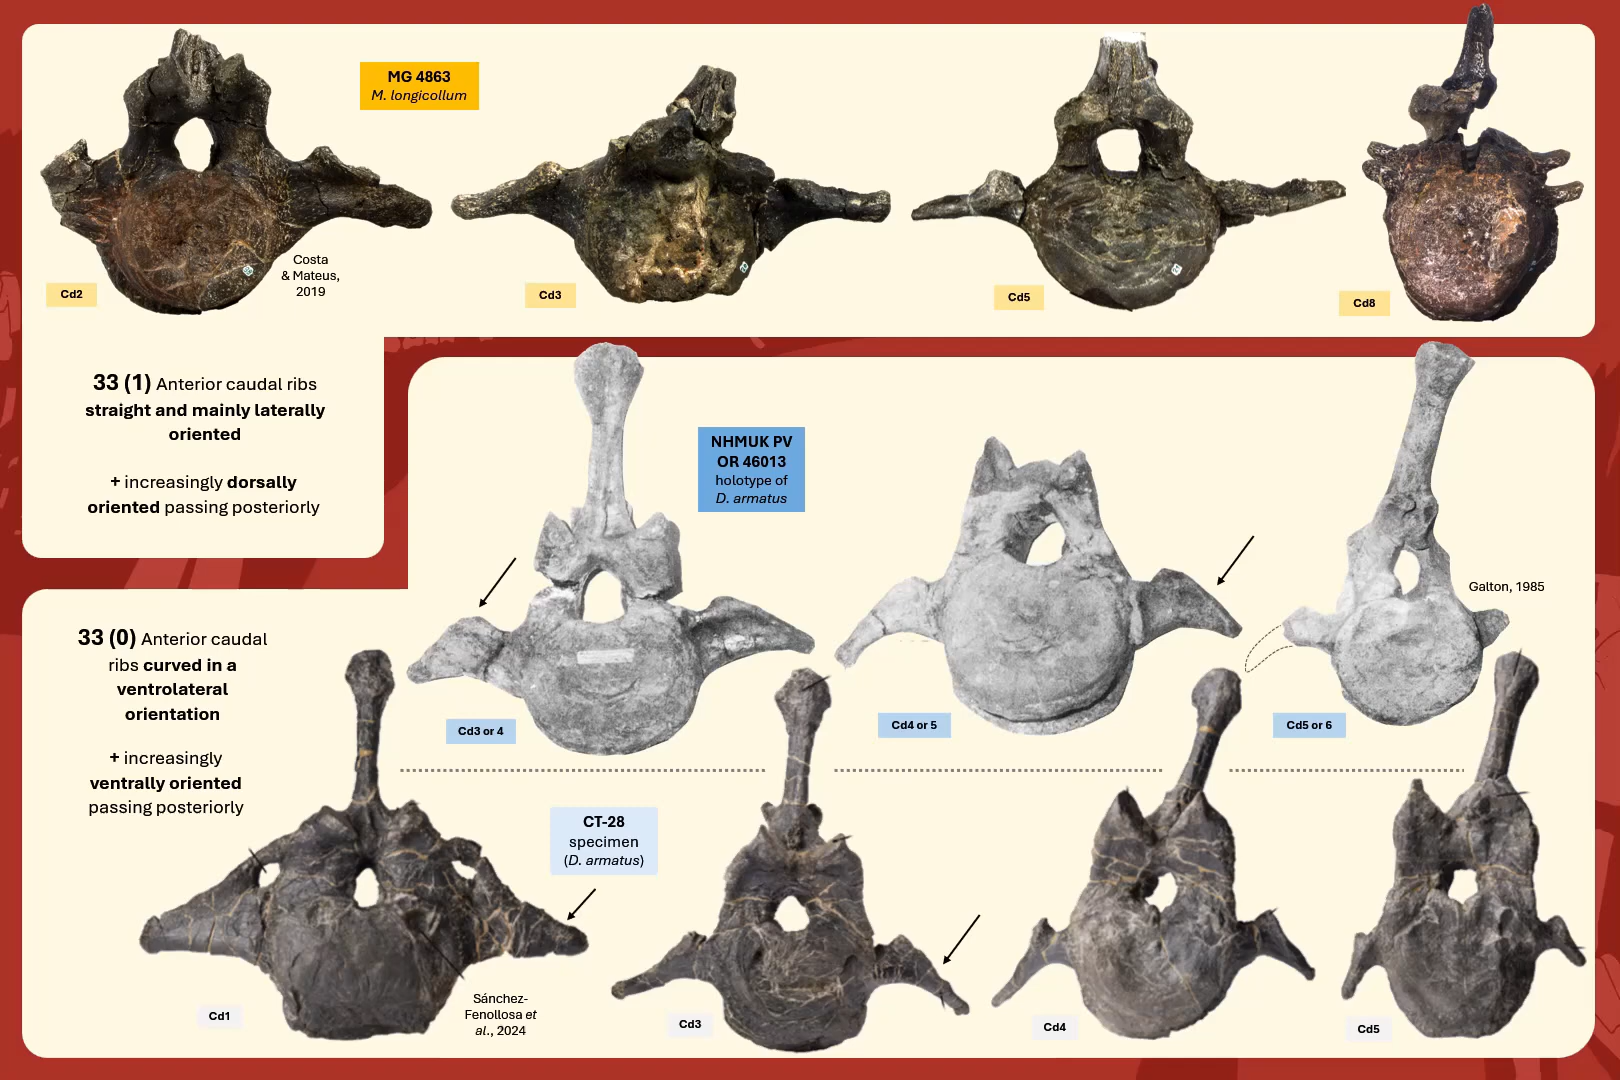 MG 4863
M. longicollum
Costa
& Mateus,
2019
Cd2
Cd3
Cd5
Cd8
33 (1) Anterior caudal ribs
straight and mainly laterally
oriented
+ increasingly dorsally
oriented passing posteriorly
NHMUK PV
OR 46013
holotype of
D. armatus
Galton, 1985
Cd3 or 4
Cd4 or 5
Cd5 or 6
33 (0) Anterior caudal
ribs curved in a
ventrolateral
orientation
+ increasingly
ventrally oriented
passing posteriorly
CT-28
specimen
(D. armatus)
Sánchez-
Fenollosa et
al., 2024
Cd1
Cd3
Cd4
Cd5